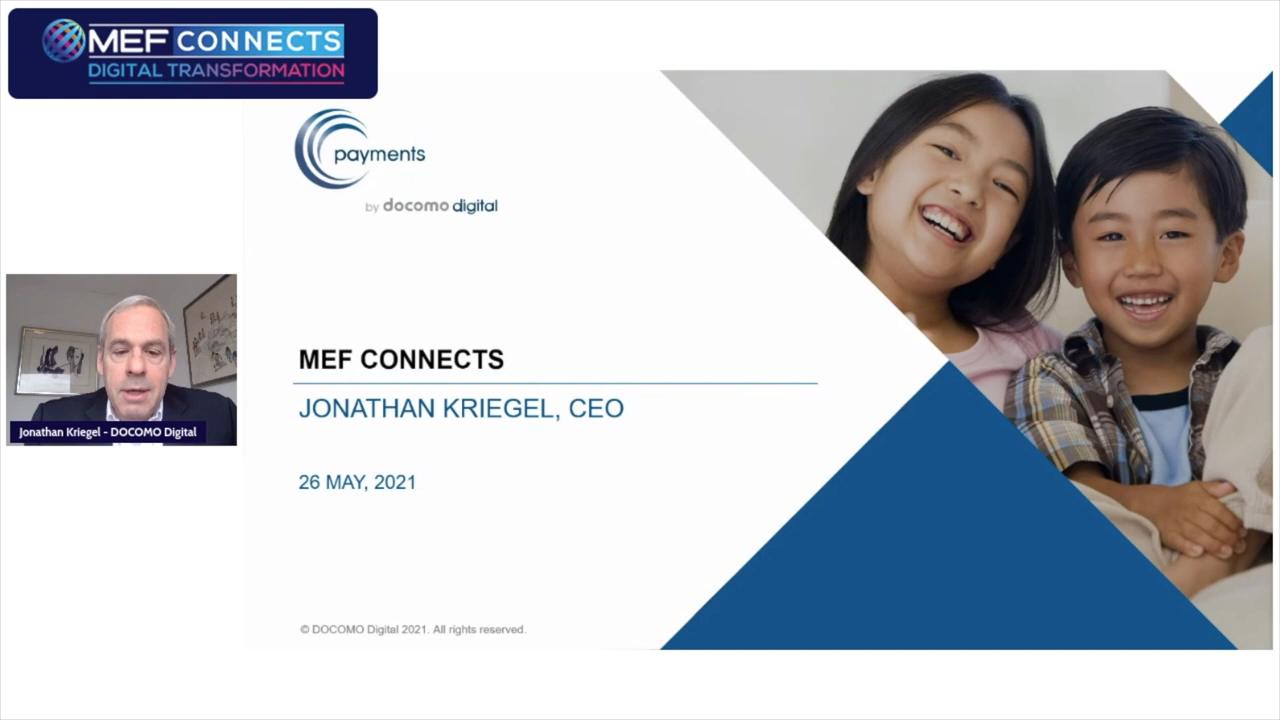 MEF CONNECTS
DIGITAL TRANSFORMATION
payments
by docomo digital
MEF CONNECTS
JONATHAN KRIEGEL, CEO
26 MAY, 2021
Jonathan Kriegel - DOCOMO Digital
© DOCOMO Digital 2021. All rights reserved.